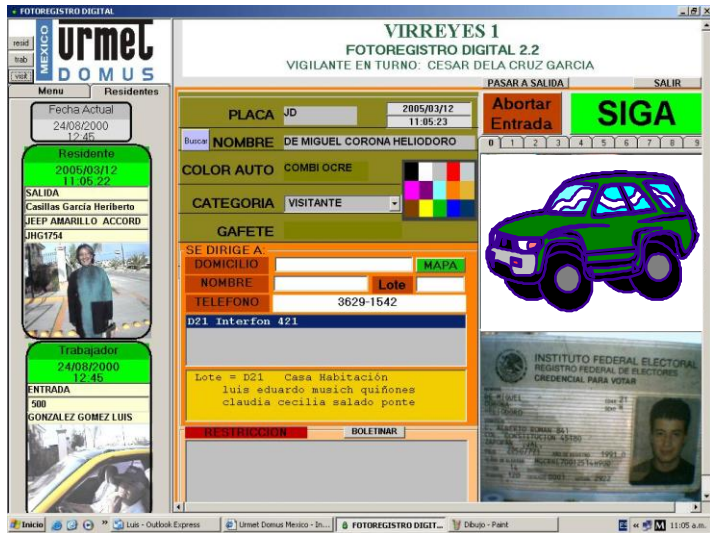 FOTOREGISTRO DIGITAL
resid
trab
visit
MEXICO
urmet
DOMUS
VIRREYES 1
FOTOREGISTRO DIGITAL 2.2
VIGILANTE EN TURNO: CESAR DELA CRUZ GARCIA
PASAR A SALIDA
SALIR
Menu
Residentes
Fecha Actual
24/08/2000
12:45
Residente
2005/03/12
11:05:22
SALIDA
Casillas García Heriberto
JEEP AMARILLO ACCORD
JHG1754
Trabajador
24/08/2000
12:45
ENTRADA
500
GONZALEZ GOMEZ LUIS
PLACA
JD
2005/03/12
11:05:23
Buscar
NOMBRE
DE MIGUEL CORONA HELIODORO
COLOR AUTO
COMBI OCRE
CATEGORIA
VISITANTE
GAFETE
SE DIRIGE A:
DOMICILIO
MAPA
NOMBRE
Lote
TELEFONO
3629-1542
D21 Interfon 421
Lote = D21 Casa Habitación
luis eduardo musich quiñones
claudia cecilia salado ponte
RESTRICCION
BOLETINAR
Abortar
Entrada
SIGA
0 1 2 3 4 5 6 7 8 9
INSTITUTO FEDERAL ELECTORAL
REGISTRO FEDERAL DE ELECTORES
CREDENCIAL PARA VOTAR
DE MIGUEL
Inicio
Luis - Outlook Express
Urmet Domus Mexico - In...
FOTOREGISTRO DIGIT...
Dibujo - Paint
11:05 a.m.